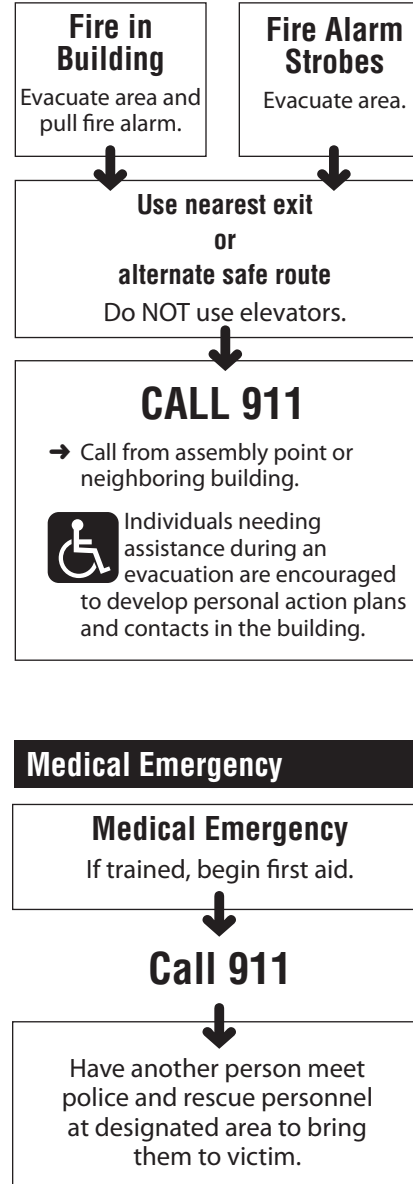 Fire in
Building
Evacuate area and
pull fire alarm.
Fire Alarm
Strobes
Evacuate area.
Use nearest exit
or
alternate safe route
Do NOT use elevators.
CALL 911
➜ Call from assembly point or
neighboring building.
Individuals needing
assistance during an
evacuation are encouraged
to develop personal action plans
and contacts in the building.
Medical Emergency
Medical Emergency
If trained, begin first aid.
Call 911
Have another person meet
police and rescue personnel
at designated area to bring
them to victim.